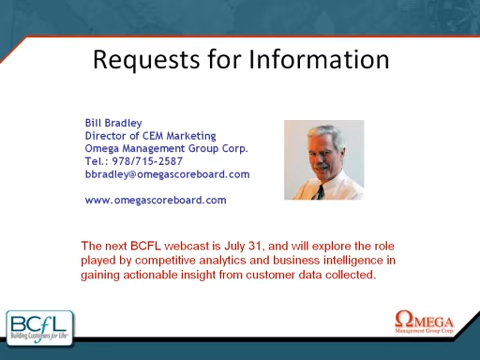 Requests for Information
Bill Bradley
Director of CEM Marketing
Omega Management Group Corp.
Tel.: 978/715-2587
bbradley@omegascoreboard.com
www.omegascoreboard.com
The next BCFL webcast is July 31, and will explore the role
played by competitive analytics and business intelligence in
gaining actionable insight from customer data collected.
BCfL
Building Customers for Life
ΩMEGA
Management Group Corp.